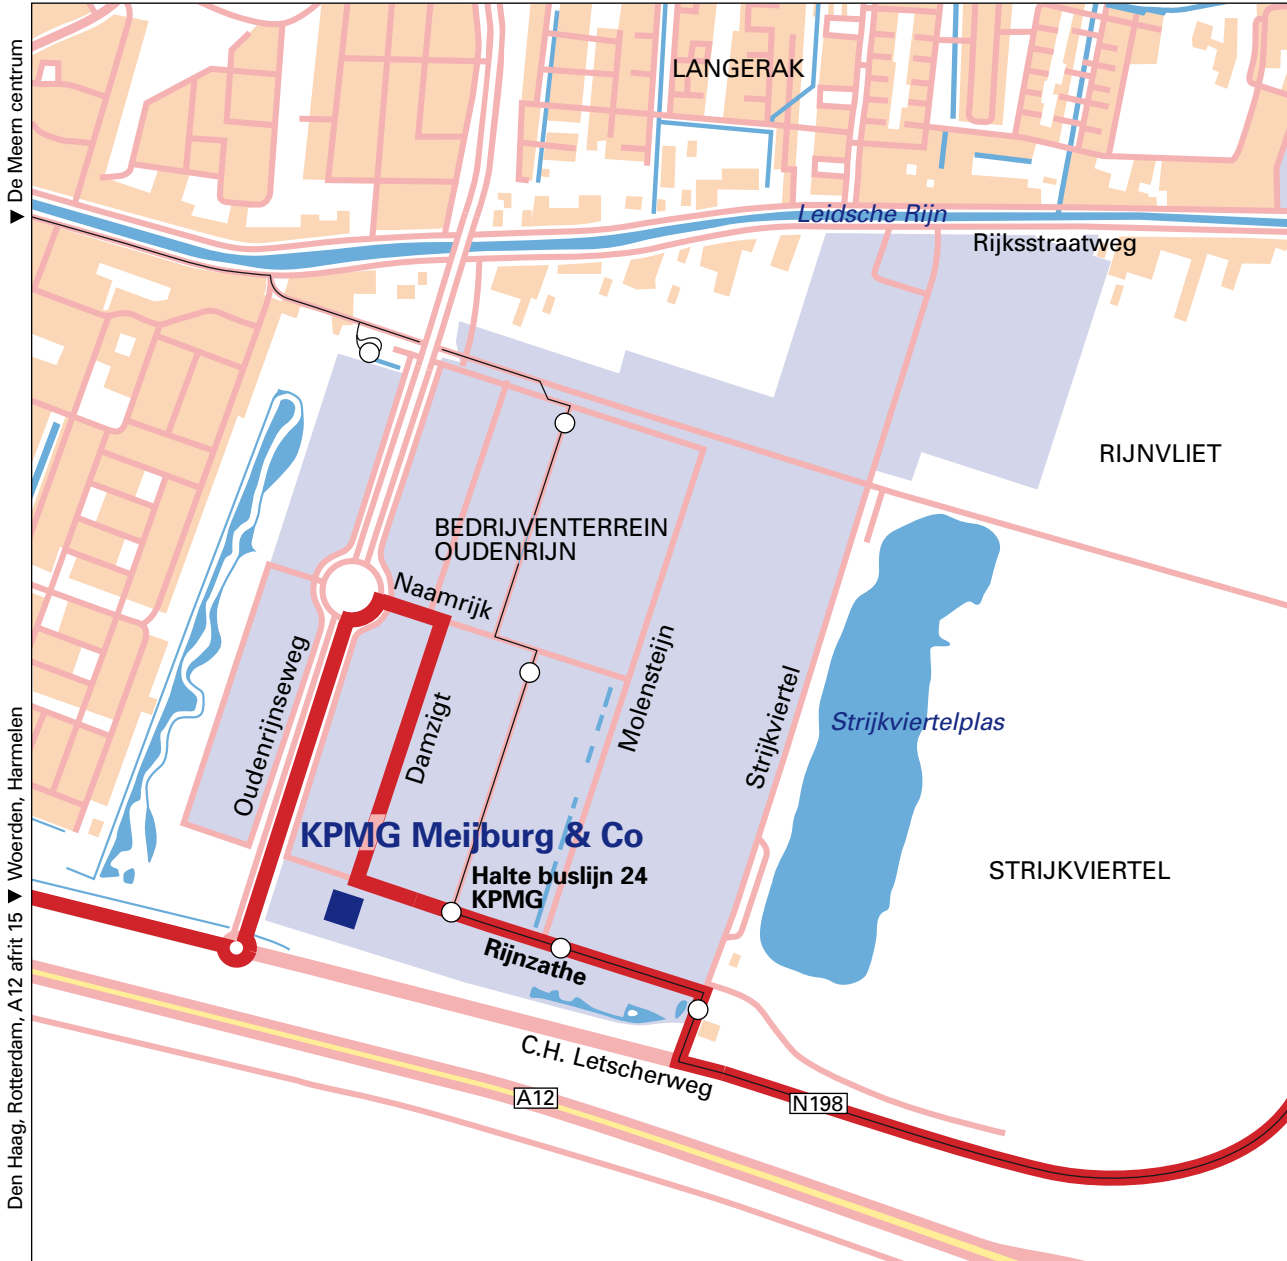 ▼ De Meern centrum
LANGERAK
Leidsche Rijn
Rijksstraatweg
RIJNVLIET
BEDRIJVENTERREIN
OUDENRIJN
Naamrijk
Oudenrijnseweg
Damzigt
Molensteijn
Strijkviertel
Strijkviertelplas
KPMG Meijburg & Co
Halte buslijn 24
KPMG
STRIJKVIERTEL
Rijnzathe
C.H. Letscherweg
A12
N198
Den Haag, Rotterdam, A12 afrit 15 ▼ Woerden, Harmelen